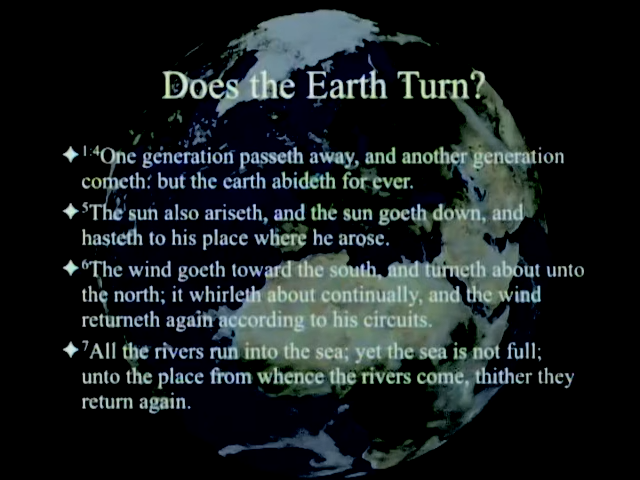 Does the Earth Turn?
1:4One generation passeth away, and another generation
cometh: but the earth abideth for ever.
5The sun also ariseth, and the sun goeth down, and
hasteth to his place where he arose.
6The wind goeth toward the south, and turneth about unto
the north; it whirleth about continually, and the wind
returneth again according to his circuits.
7All the rivers run into the sea; yet the sea is not full;
unto the place from whence the rivers come, thither they
return again.